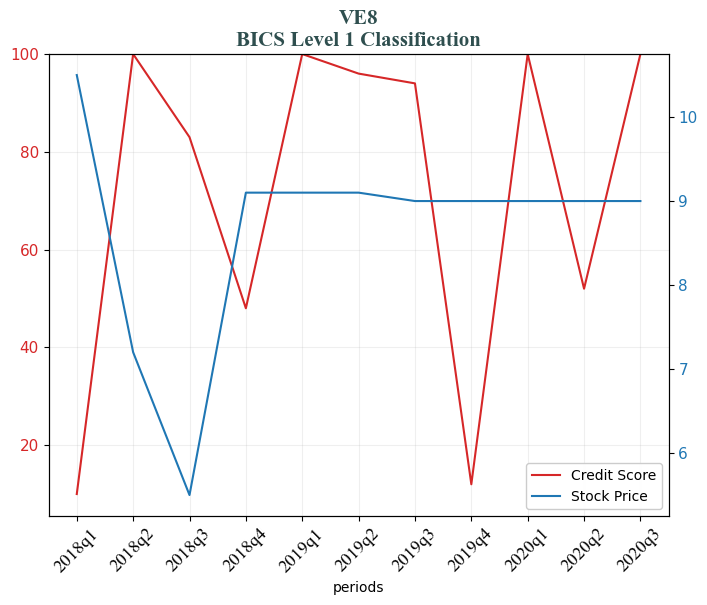 VE8
BICS Level 1 Classification
100
80
60
40
20
10
9
8
7
6
Credit Score
Stock Price
2018q1
2018q2
2018q3
2018q4
2019q1
2019q2
2019q3
2019q4
2020q1
2020q2
2020q3
periods